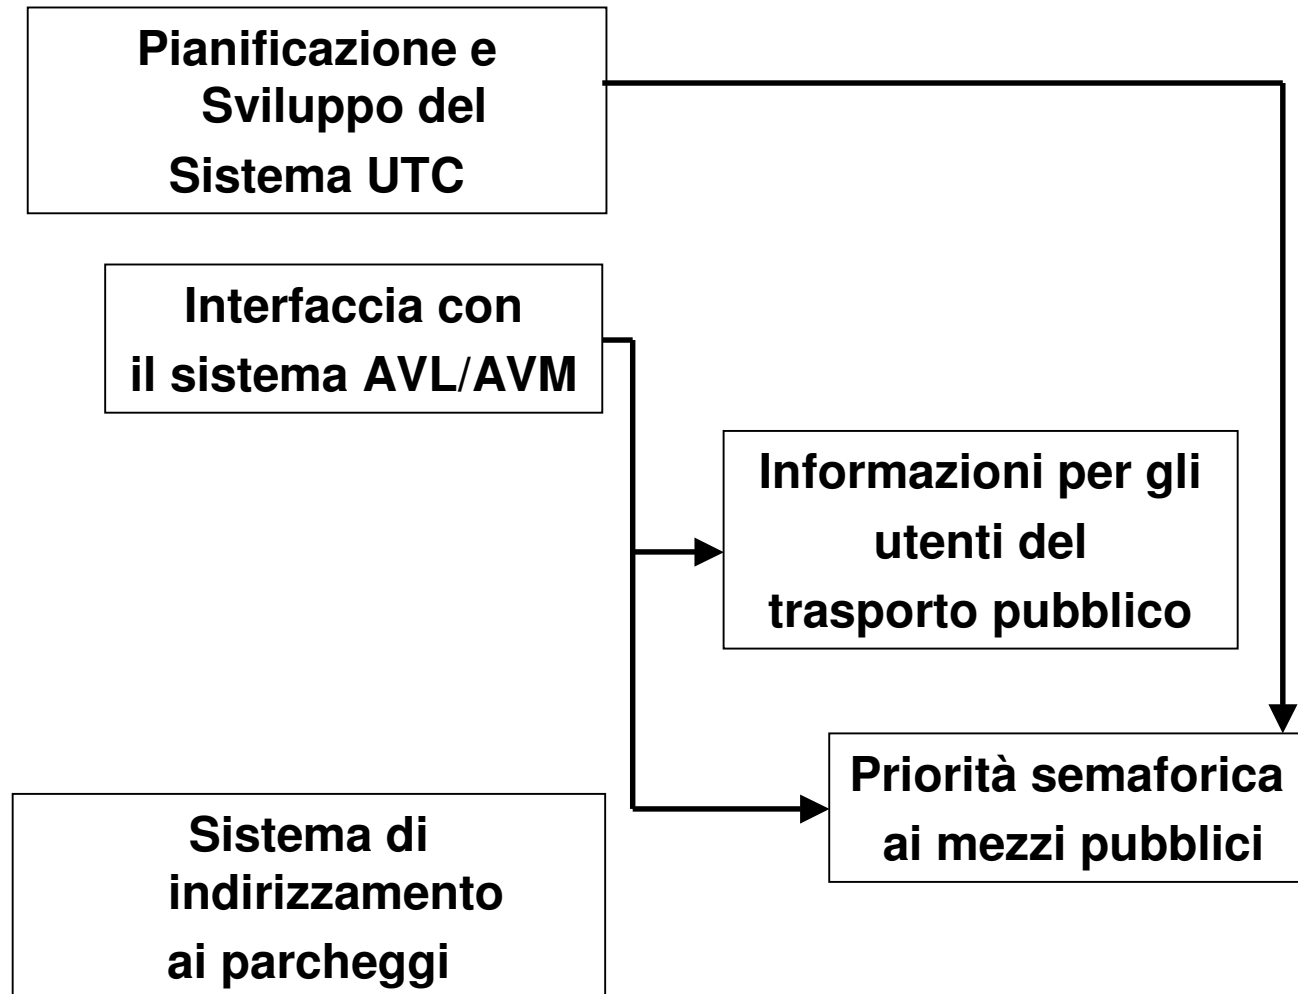 Pianificazione e
Sviluppo del
Sistema UTC
Interfaccia con
il sistema AVL/AVM
Informazioni per gli
utenti del
trasporto pubblico
Priorità semaforica
ai mezzi pubblici
Sistema di
indirizzamento
ai parcheggi